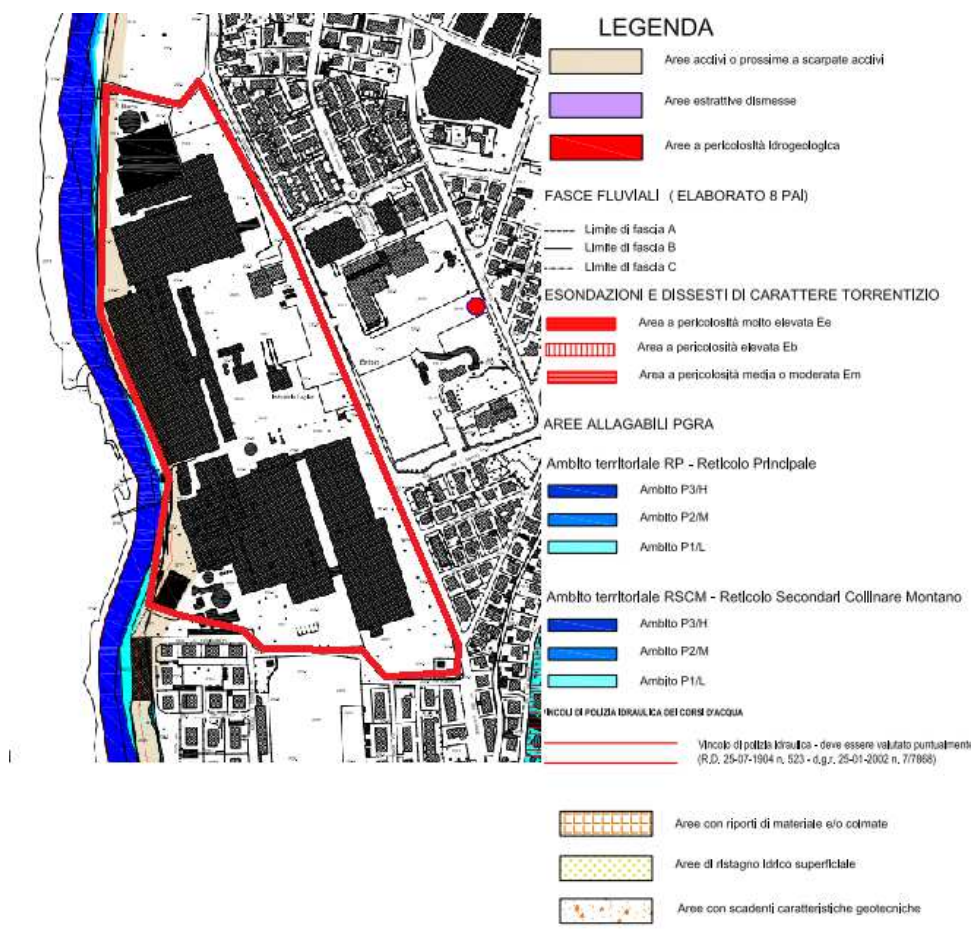 LEGENDA
Aree acclivi o prossime a scarpate acclivi
Aree estrattive dismesse
Area a pericolosità idrogeologica
FASCE FLUVIALI ( ELABORATO 8 PAI)
Limite di fascia A
Limite di fascia B
Limite di fascia C
ESONDAZIONI E DISSESTI DI CARATTERE TORRENTIZIO
Area a pericolosità molto elevata Ee
Area a pericolosità elevata Eb
Area a pericolosità media o moderata Em
AREE ALLAGABILI PGRA
Ambito territoriale RP - Reticolo Principale
Ambito P3/H
Ambito P2/M
Ambito P1/L
Ambito territoriale RSCM - Reticolo Secondari Collinare Montano
Ambito P3/H
Ambito P2/M
Ambito P1/L
INCOLI DI POLIZIA IDRAULICA DEI CORSI D'ACQUA
Vincolo di polizia idraulica - deve essere valutato puntualmente
(R.D. 25-07-1904 n. 523 - d.g.r. 25-01-2002 n. 7/7868)
Aree con riporti di materiale e/o colmate
Aree di ristagno idrico superficiale
Aree con scadenti caratteristiche geotecniche